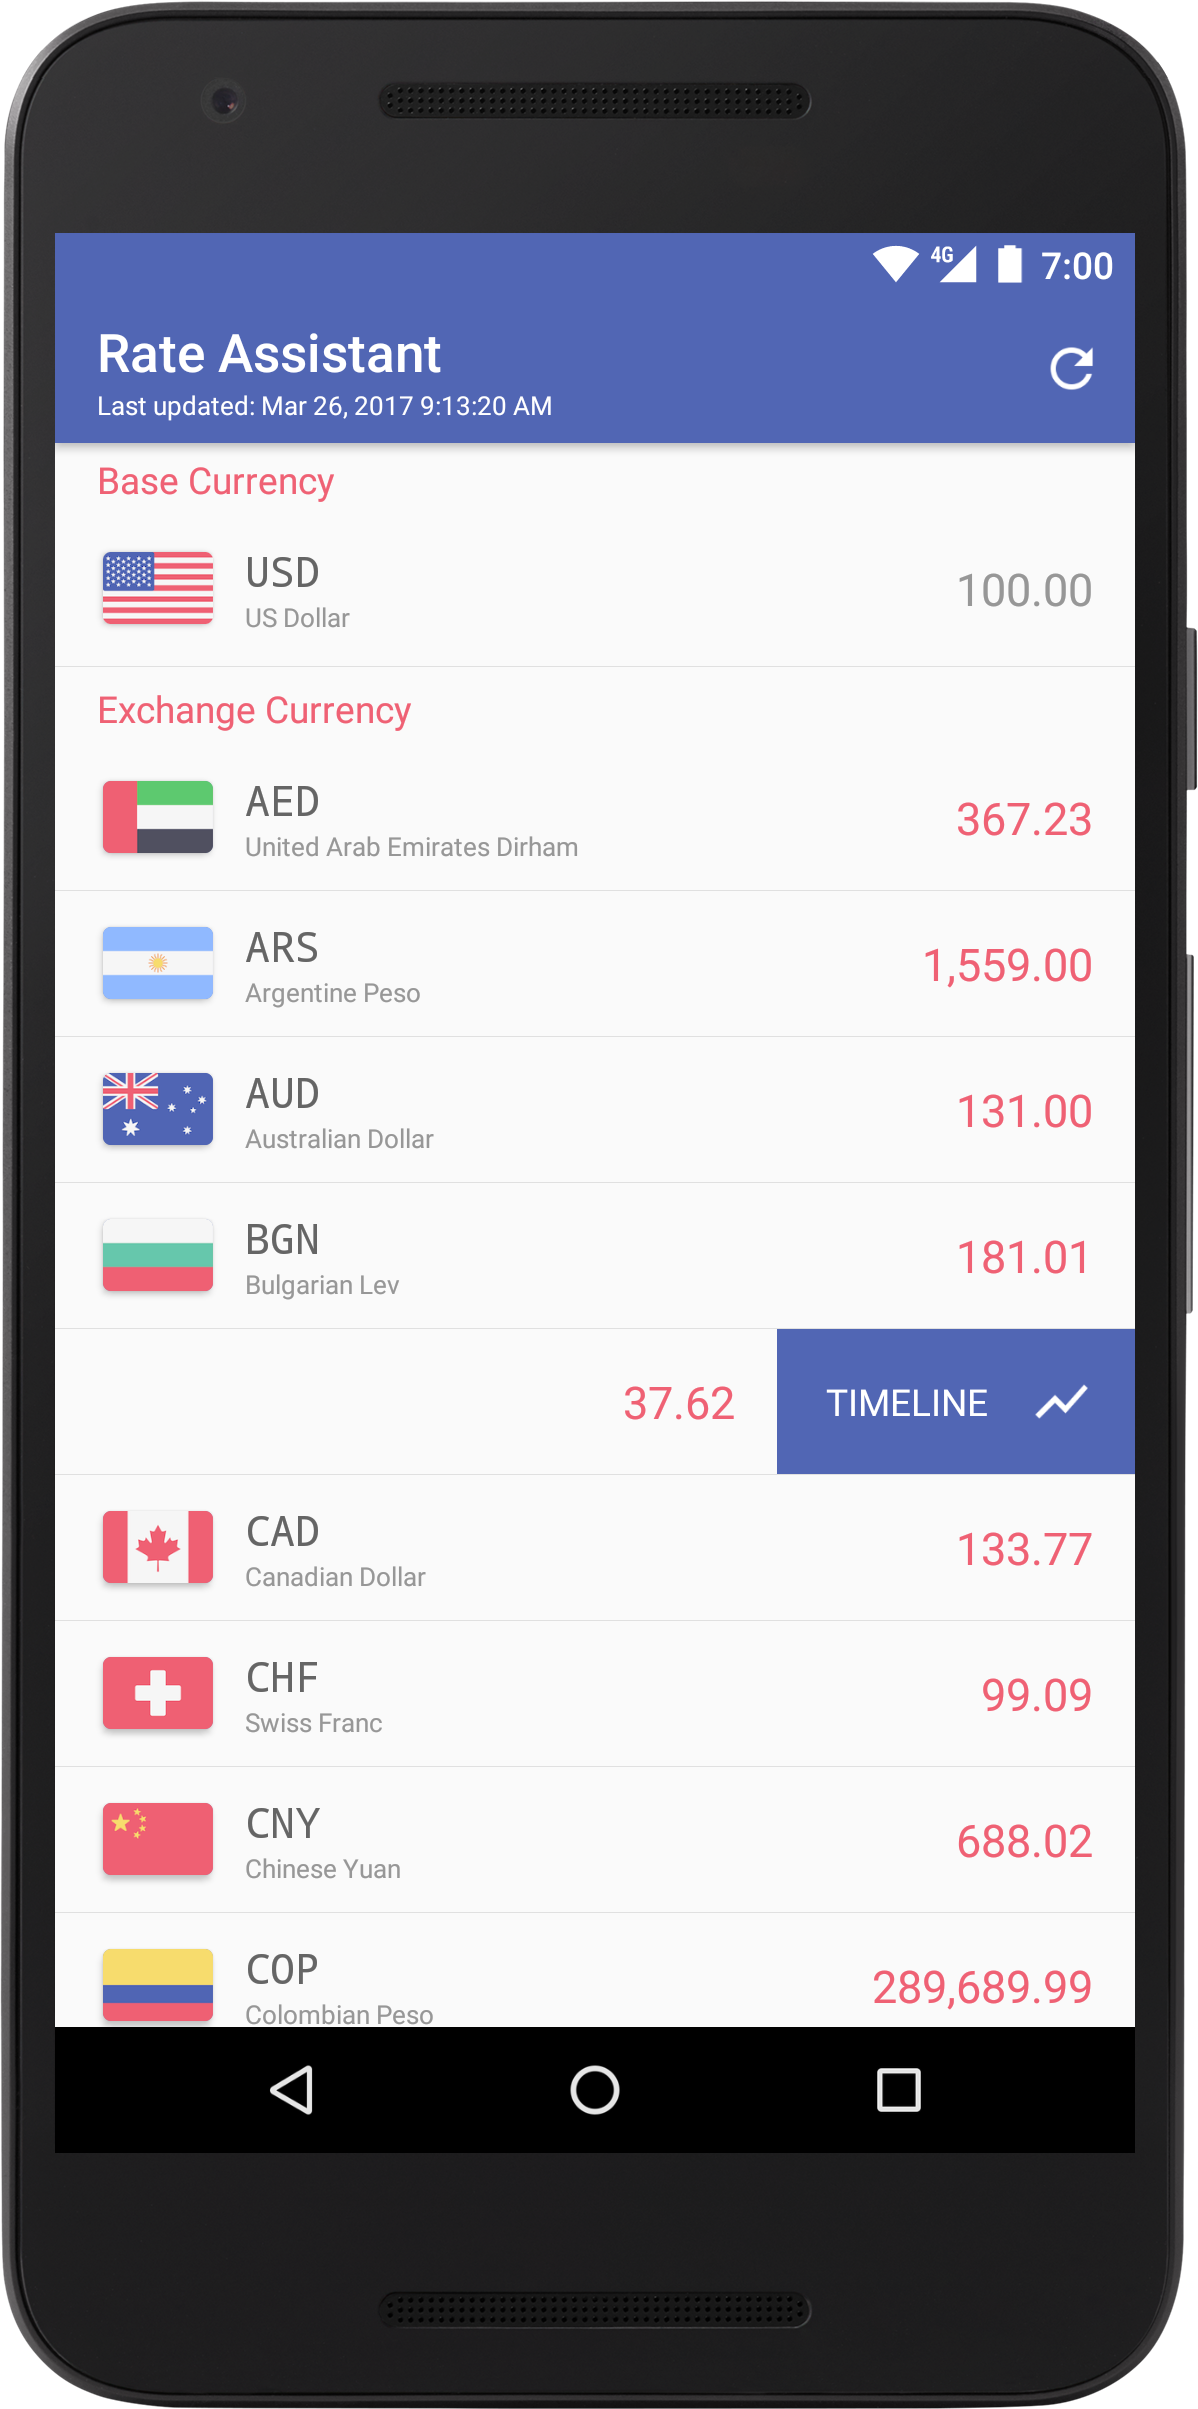 4G 7:00
Rate Assistant
Last updated: Mar 26, 2017 9:13:20 AM
Base Currency
USD
US Dollar
100.00
Exchange Currency
AED
United Arab Emirates Dirham
367.23
ARS
Argentine Peso
1,559.00
AUD
Australian Dollar
131.00
BGN
Bulgarian Lev
181.01
37.62
TIMELINE
CAD
Canadian Dollar
133.77
CHF
Swiss Franc
99.09
CNY
Chinese Yuan
688.02
COP
Colombian Peso
289,689.99